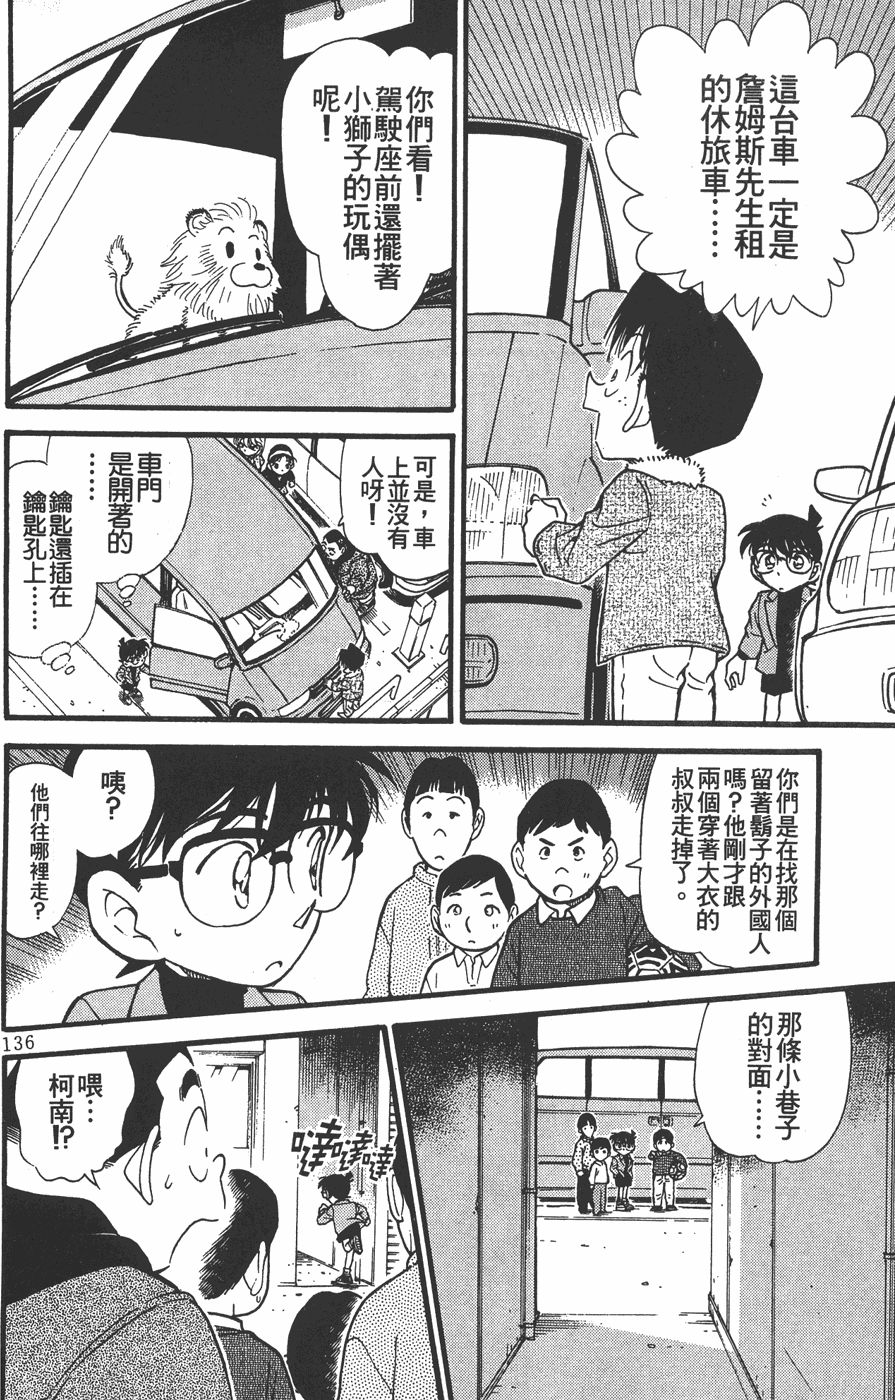 這台車一定是
詹姆斯先生租
的休旅車……
你們看！
駕駛座前還擺著
小獅子的玩偶
呢！
可是，車
上並沒有
人呀！
車門
是開著的
……
鑰匙還插在
鑰匙孔上……
你們是在找那個
留著鬍子的外國人
嗎？他剛才跟
兩個穿著大衣的
叔叔走掉了。
咦？
他們往哪裡走？
那條小巷子
的對面……
噠噠噠
喂…
柯南!?
136